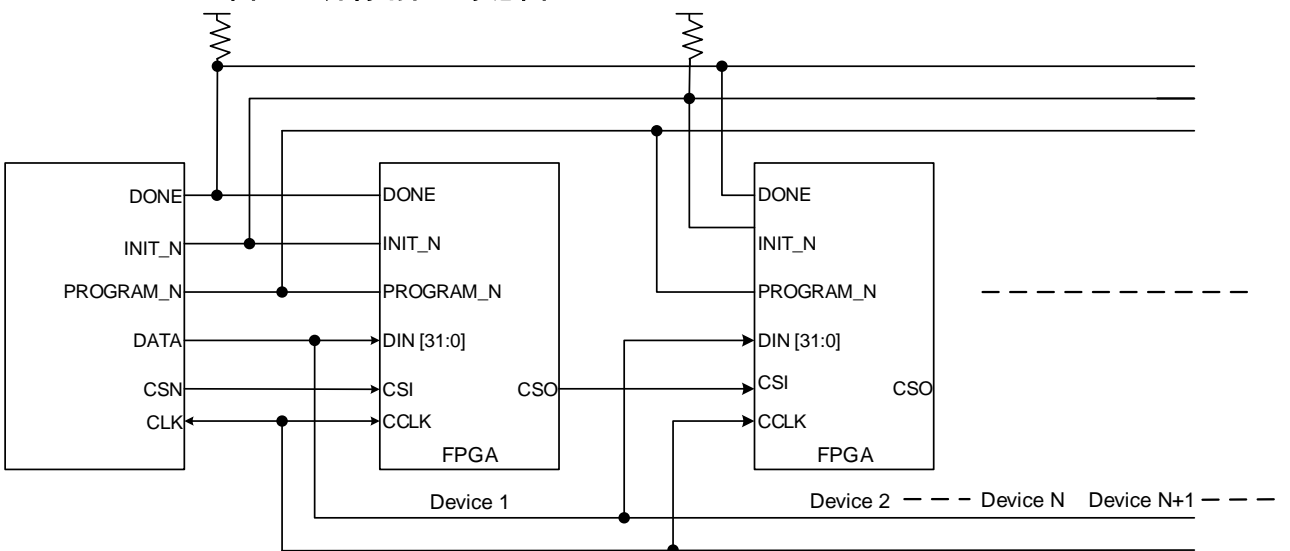 DONE
INIT_N
PROGRAM_N
DATA
CSN
CLK
DONE
INIT_N
PROGRAM_N
DIN [31:0]
CSI
CSO
CCLK
FPGA
Device 1
DONE
INIT_N
PROGRAM_N
DIN [31:0]
CSI
CSO
CCLK
FPGA
Device 2
Device N
Device N+1